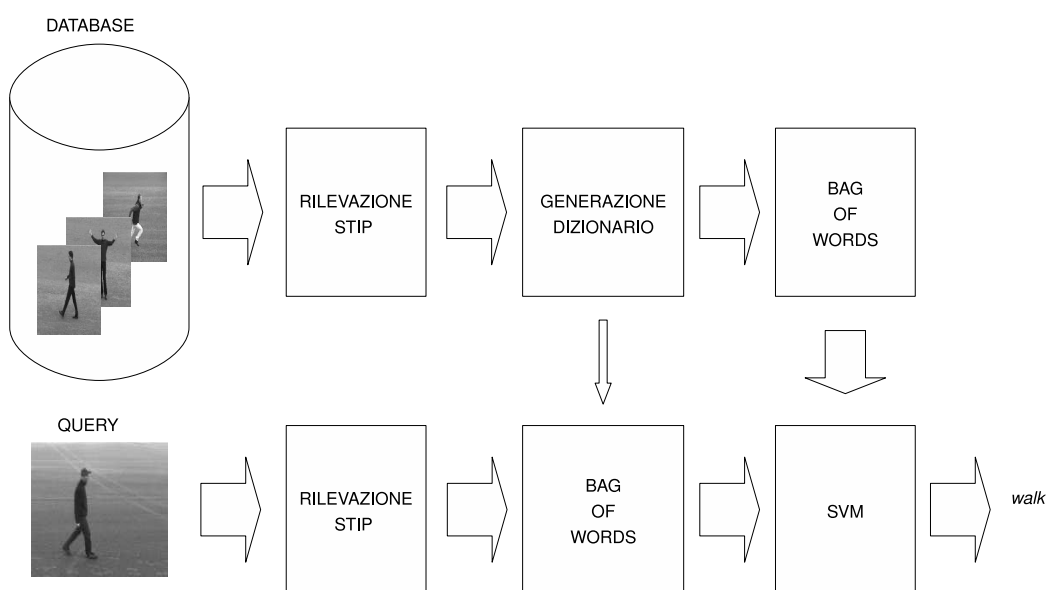 DATABASE
RILEVAZIONE
STIP
GENERAZIONE
DIZIONARIO
BAG
OF
WORDS
QUERY
RILEVAZIONE
STIP
BAG
OF
WORDS
SVM
walk